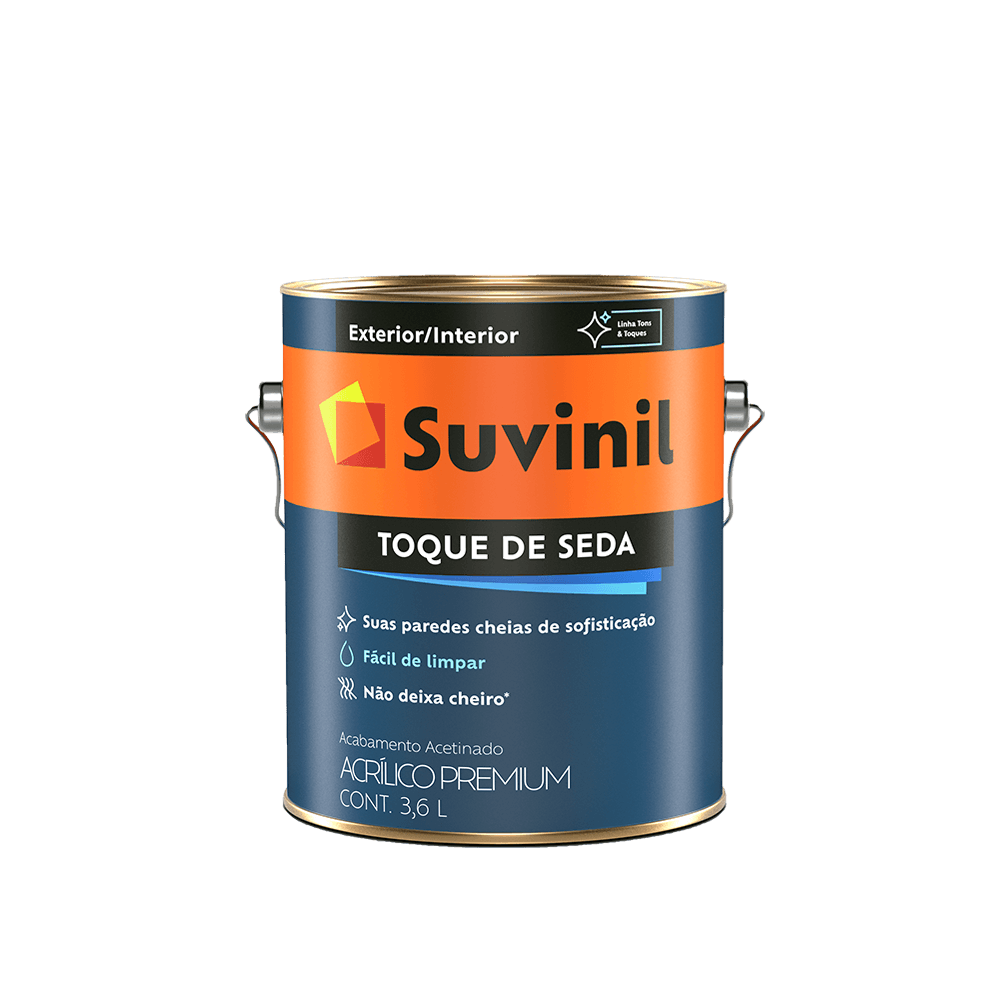 Exterior/Interior
Linha Tons
& Toques
Suvinil
TOQUE DE SEDA
Suas paredes cheias de sofisticação
Fácil de limpar
Não deixa cheiro*
Acabamento Acetinado
ACRÍLICO PREMIUM
CONT. 3,6 L